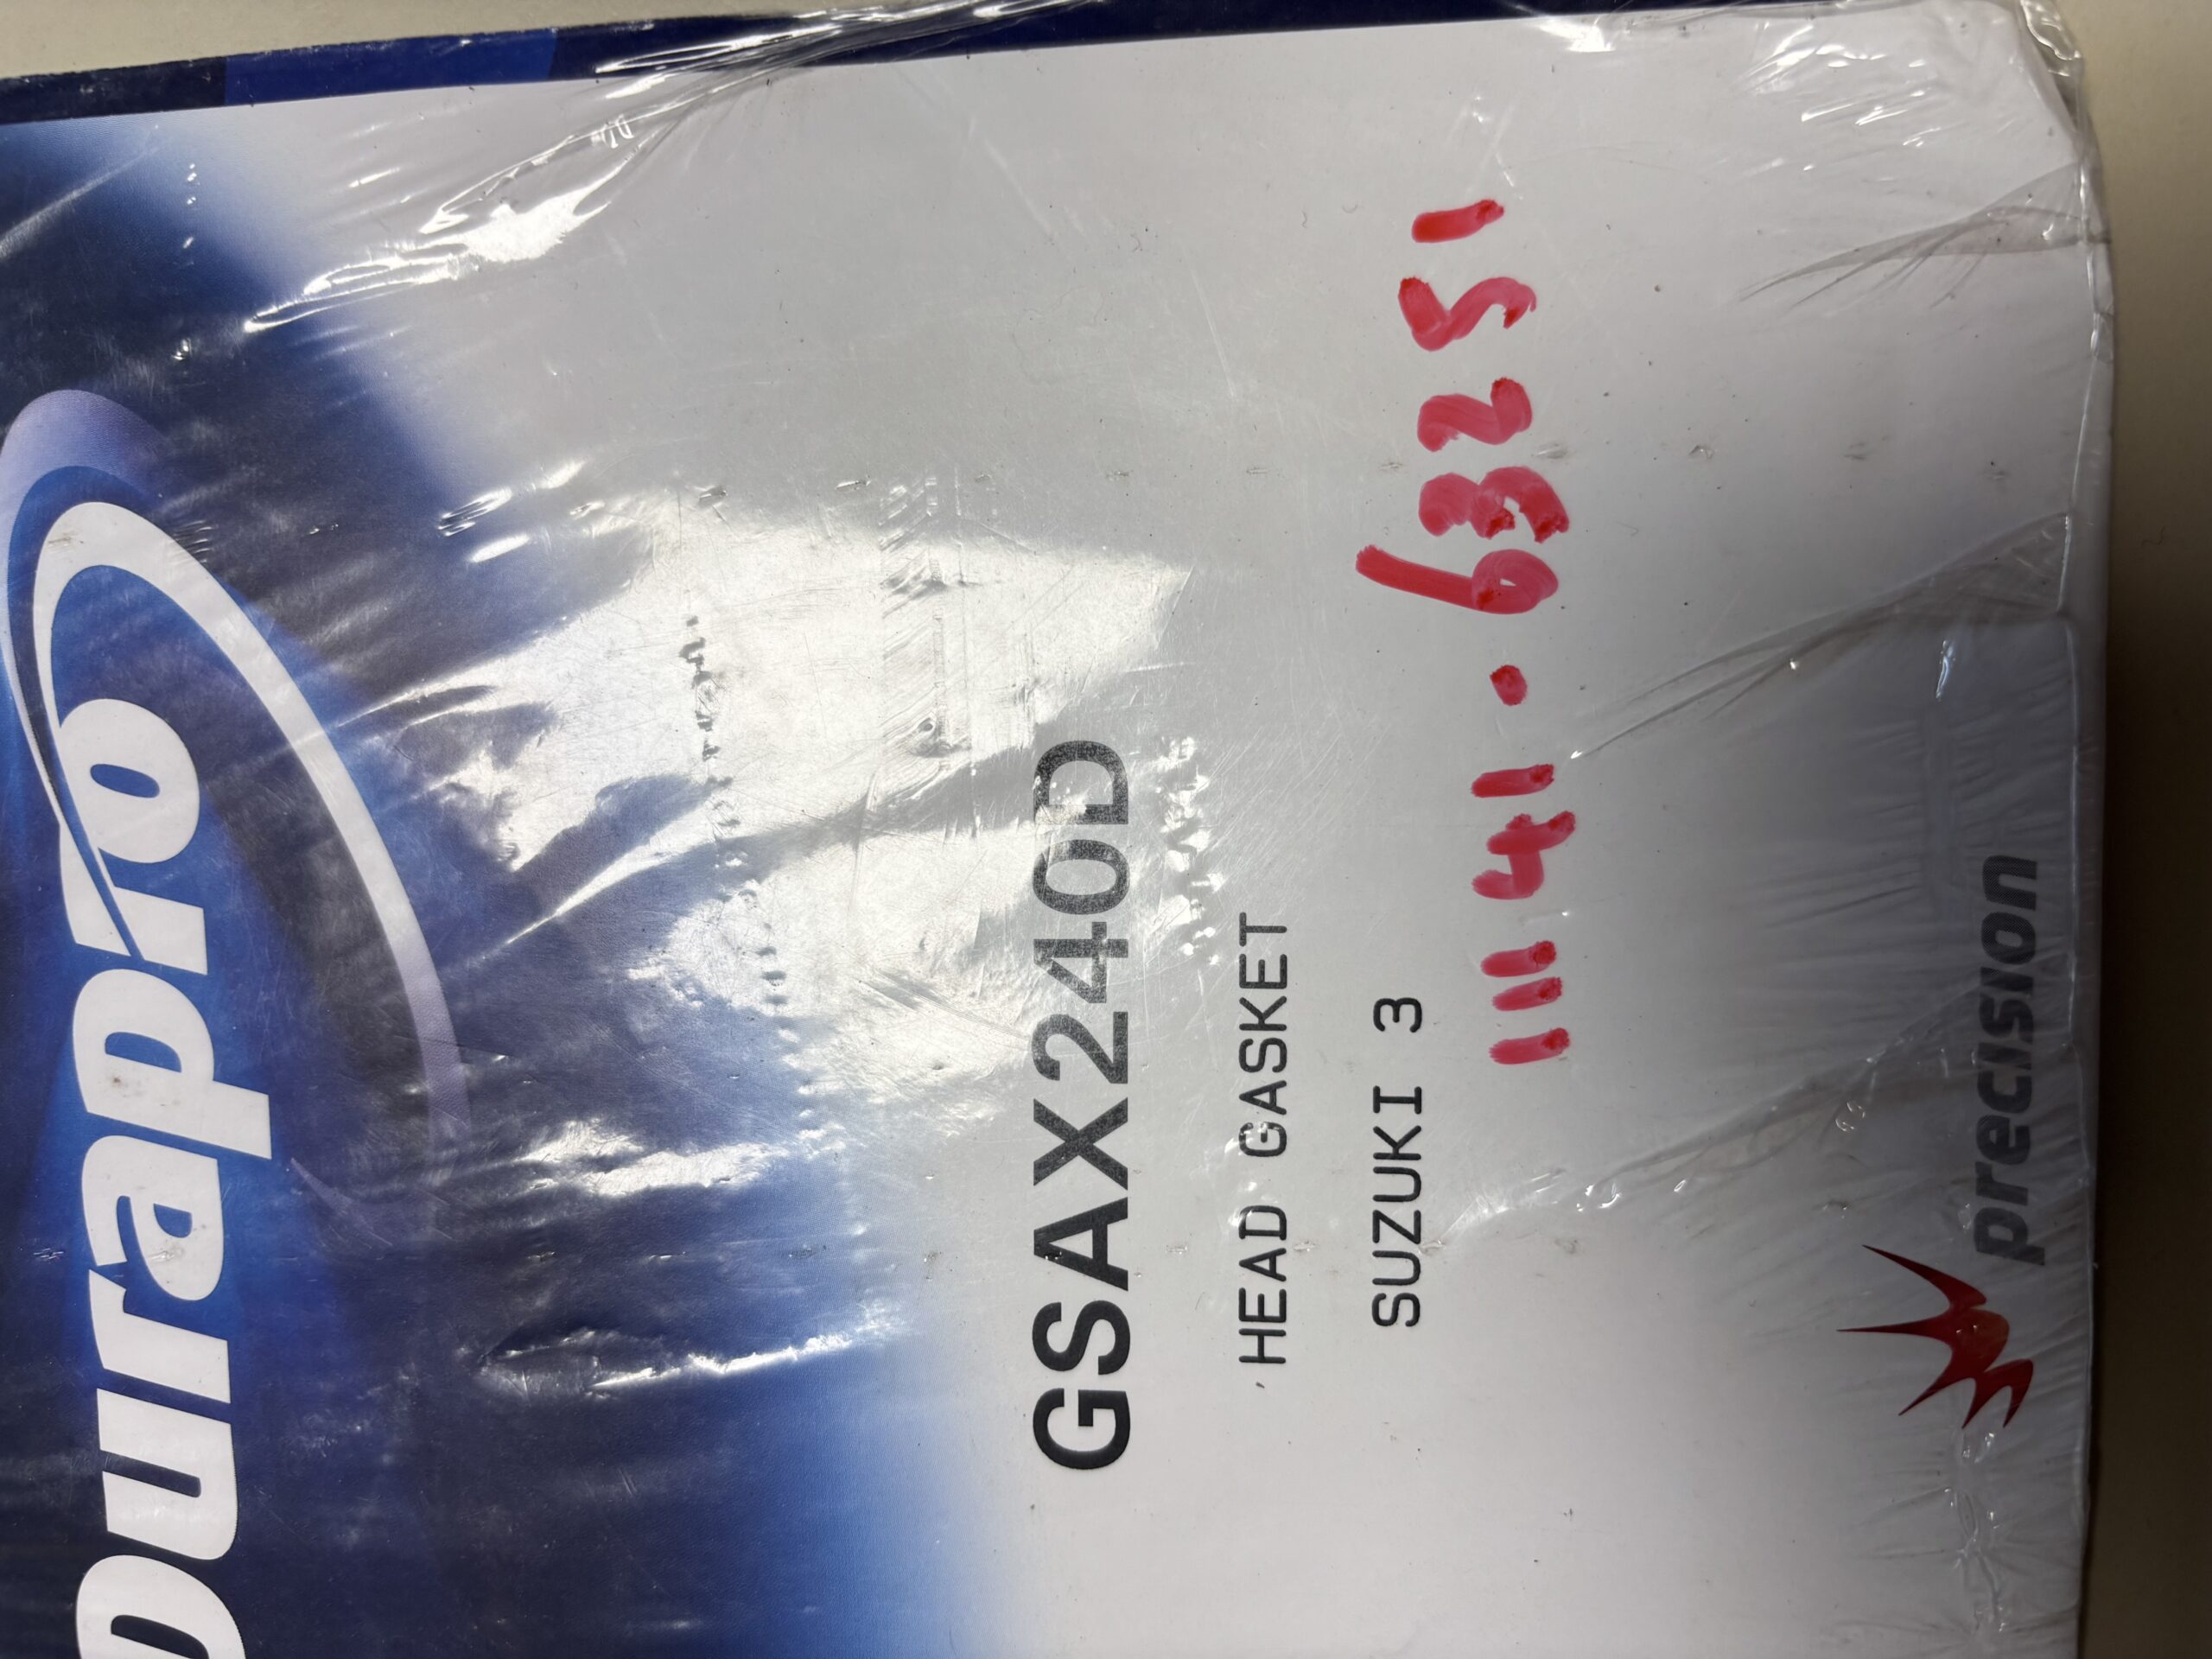 Durapro
GSAX240D
HEAD GASKET
SUZUKI 3
11141.63251
precision